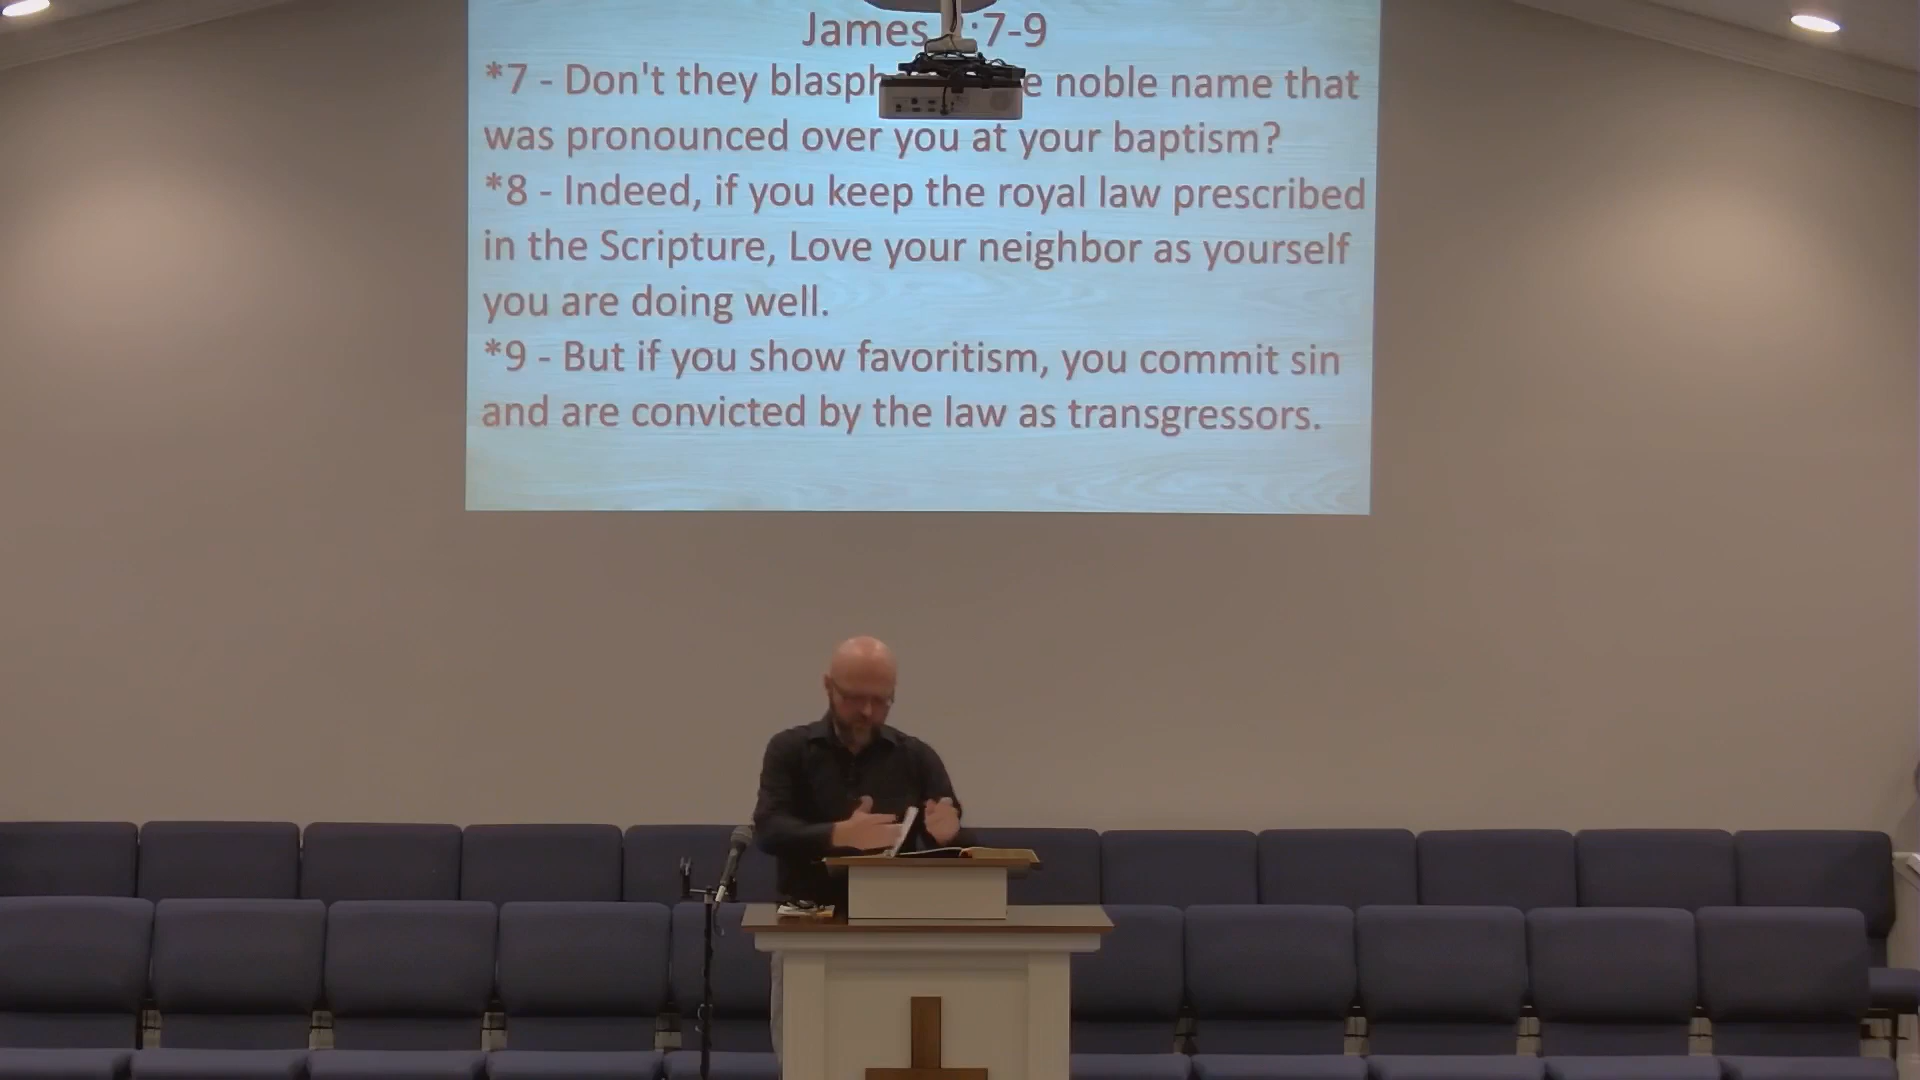 James :7-9
*7 - Don't they blasph e noble name that
was pronounced over you at your baptism?
*8 - Indeed, if you keep the royal law prescribed
in the Scripture, Love your neighbor as yourself
you are doing well.
*9 - But if you show favoritism, you commit sin
and are convicted by the law as transgressors.